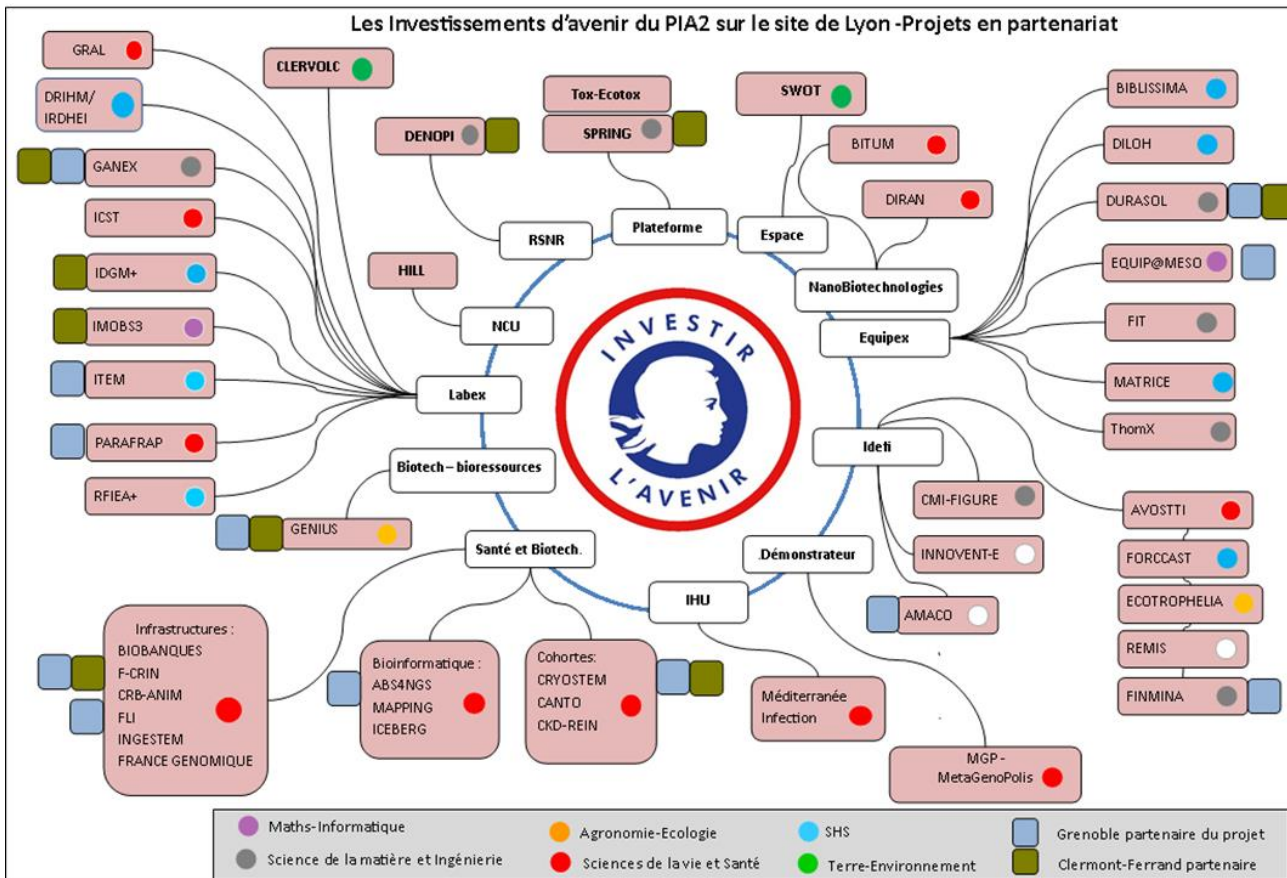 Les Investissements d'avenir du PIA2 sur le site de Lyon -Projets en partenariat
GRAL
DRIHM/
IRDHEI
GANEX
ICST
IDGM+
IMOBS3
ITEM
PARAFRAP
RFIEA+
CLERVOLC
DENOPI
Tox-Ecotox
SPRING
SWOT
BITUM
DIRAN
HILL
RSNR
Plateforme
Espace
NanoBiotechnologies
NCU
Equipex
Labex
Idefi
Biotech – bioressources
GENIUS
Santé et Biotech.
IHU
.Démonstrateur
INVESTIR
L'AVENIR
BIBLISSIMA
DILOH
DURASOL
EQUIP@MESO
FIT
MATRICE
ThomX
CMI-FIGURE
INNOVENT-E
AMACO
AVOSTTI
FORCCAST
ECOTROPHELIA
REMIS
FINMINA
Infrastructures :
BIOBANQUES
F-CRIN
CRB-ANIM
FLI
INGESTEM
FRANCE GENOMIQUE
Bioinformatique :
ABS4NGS
MAPPING
ICEBERG
Cohortes:
CRYOSTEM
CANTO
CKD-REIN
Méditerranée
Infection
MGP -
MetaGenoPolis
Maths-Informatique
Agronomie-Ecologie
SHS
Grenoble partenaire du projet
Science de la matière et Ingénierie
Sciences de la vie et Santé
Terre-Environnement
Clermont-Ferrand partenaire